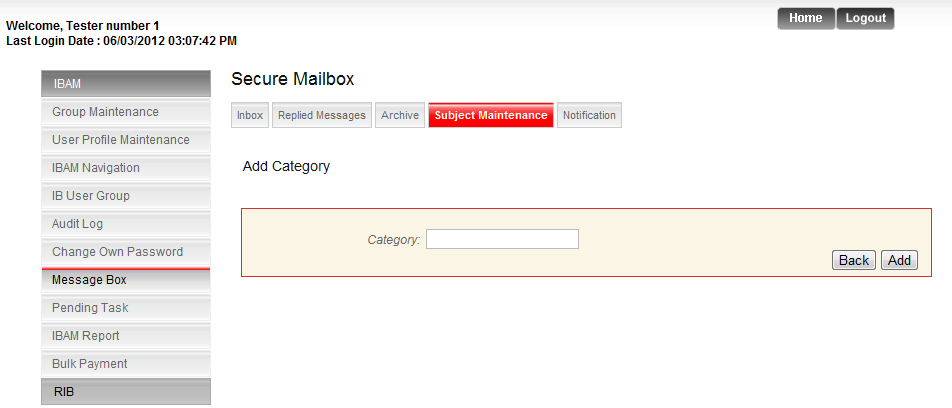 Welcome, Tester number 1
Last Login Date : 06/03/2012 03:07:42 PM
Home Logout
IBAM
Group Maintenance
User Profile Maintenance
IBAM Navigation
IB User Group
Audit Log
Change Own Password
Message Box
Pending Task
IBAM Report
Bulk Payment
RIB
Secure Mailbox
Inbox Replied Messages Archive Subject Maintenance Notification
Add Category
Category:
Back Add